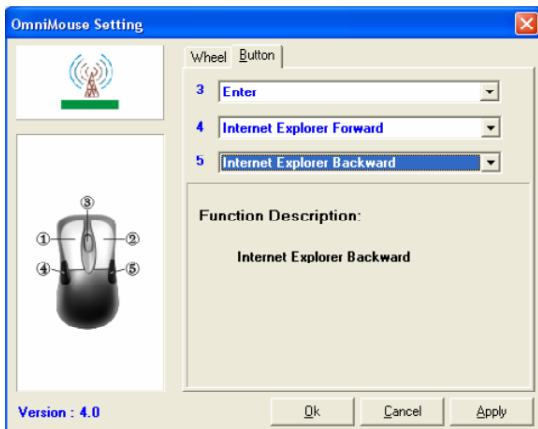 OmniMouse Setting
Wheel Button
3 Enter
4 Internet Explorer Forward
5 Internet Explorer Backward
Function Description:
Internet Explorer Backward
③
① ②
④ ⑤
Version : 4.0
Ok Cancel Apply